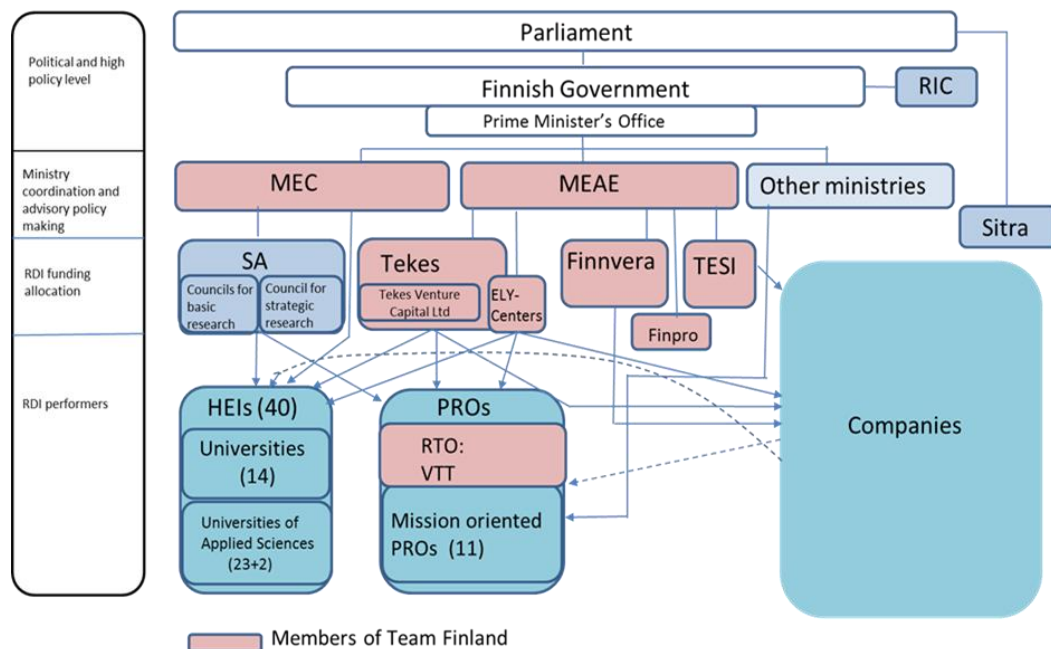 Political and high
policy level
Ministry
coordination and
advisory policy
making
RDI funding
allocation
RDI performers
Parliament
Finnish Government
RIC
Prime Minister's Office
MEC
MEAE
Other ministries
Sitra
SA
Councils for
basic
research
Council for
strategic
research
Tekes
Tekes Venture
Capital Ltd
ELY-
Centers
Finnvera
TESI
Finpro
HEIs (40)
Universities
(14)
Universities of
Applied Sciences
(23+2)
PROs
RTO:
VTT
Mission oriented
PROs (11)
Companies
Members of Team Finland